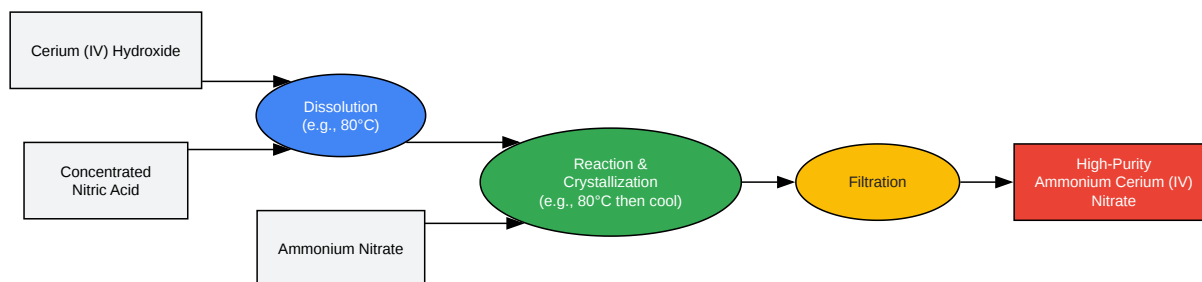 Cerium (IV) Hydroxide
Concentrated
Nitric Acid
Dissolution
(e.g., 80°C)
Ammonium Nitrate
Reaction &
Crystallization
(e.g., 80°C then cool)
Filtration
High-Purity
Ammonium Cerium (IV)
Nitrate